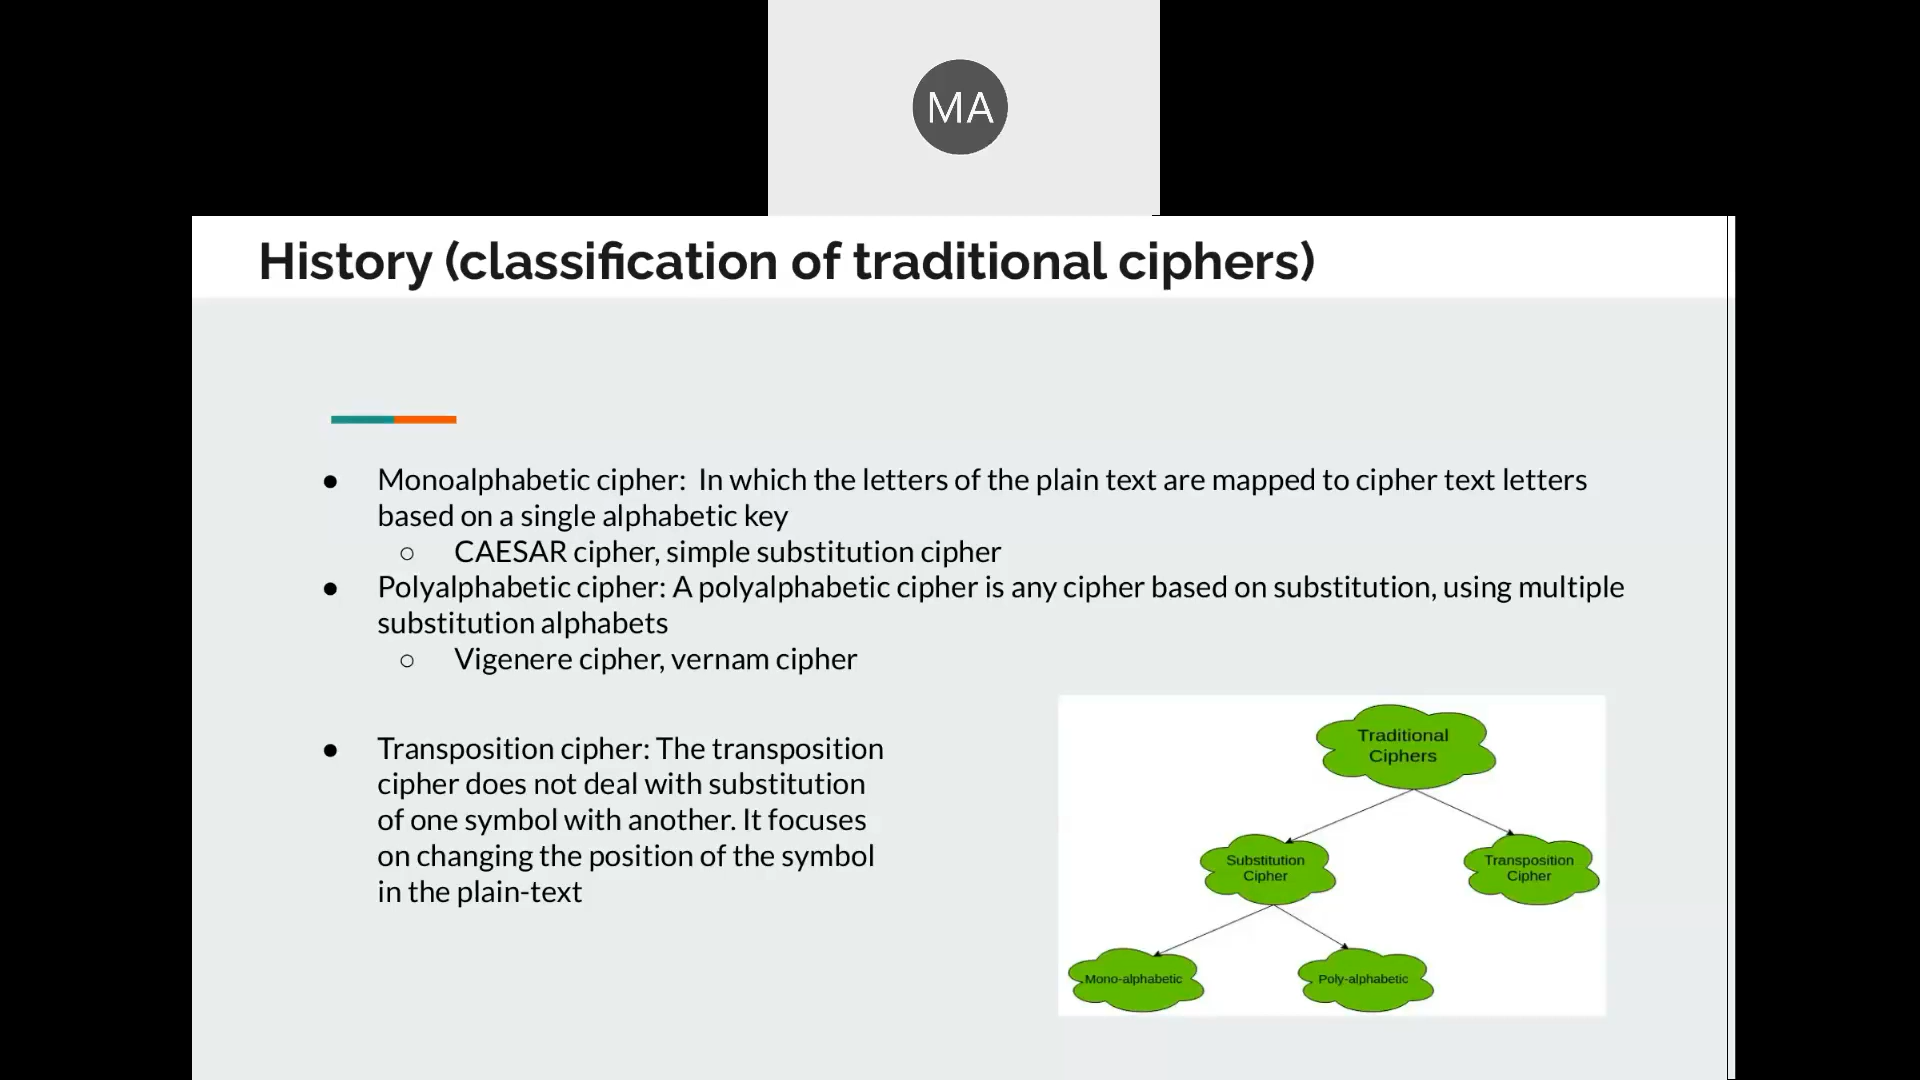 MA
History (classification of traditional ciphers)
● Monoalphabetic cipher: In which the letters of the plain text are mapped to cipher text letters
based on a single alphabetic key
○ CAESAR cipher, simple substitution cipher
● Polyalphabetic cipher: A polyalphabetic cipher is any cipher based on substitution, using multiple
substitution alphabets
○ Vigenere cipher, vernam cipher
● Transposition cipher: The transposition
cipher does not deal with substitution
of one symbol with another. It focuses
on changing the position of the symbol
in the plain-text
Traditional
Ciphers
Substitution
Cipher
Transposition
Cipher
Mono-alphabetic
Poly-alphabetic